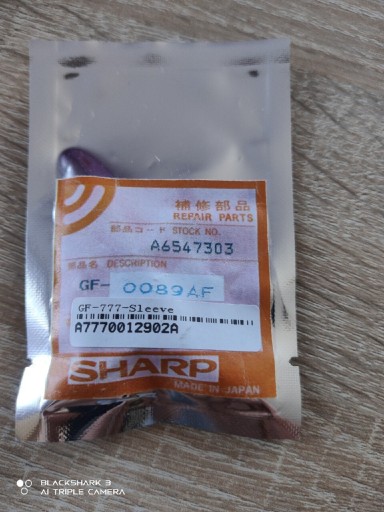 補修部品
REPAIR PARTS
部品コード STOCK NO.
A6547303
部品名 DESCRIPTION
GF-0089AF
GF-777-Sleeve
A7770012902A
SHARP
MADE IN JAPAN
BLACKSHARK 3
AI TRIPLE CAMERA